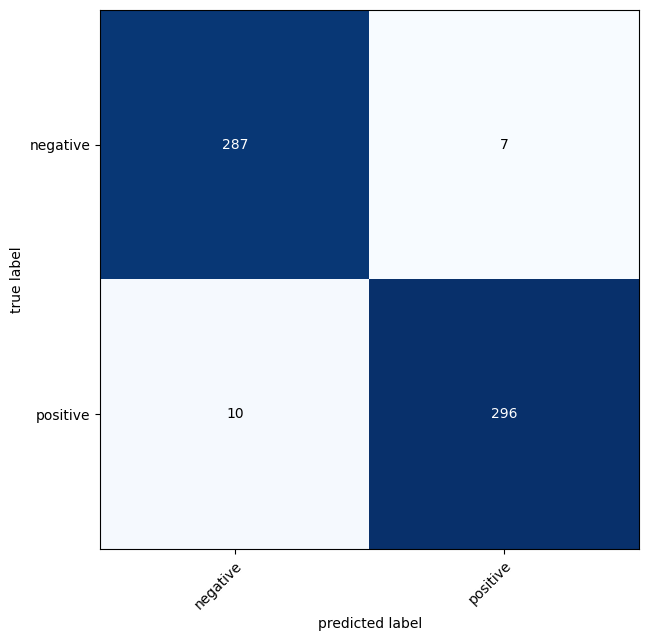 negative 287 7
true label
positive 10 296
negative positive
predicted label